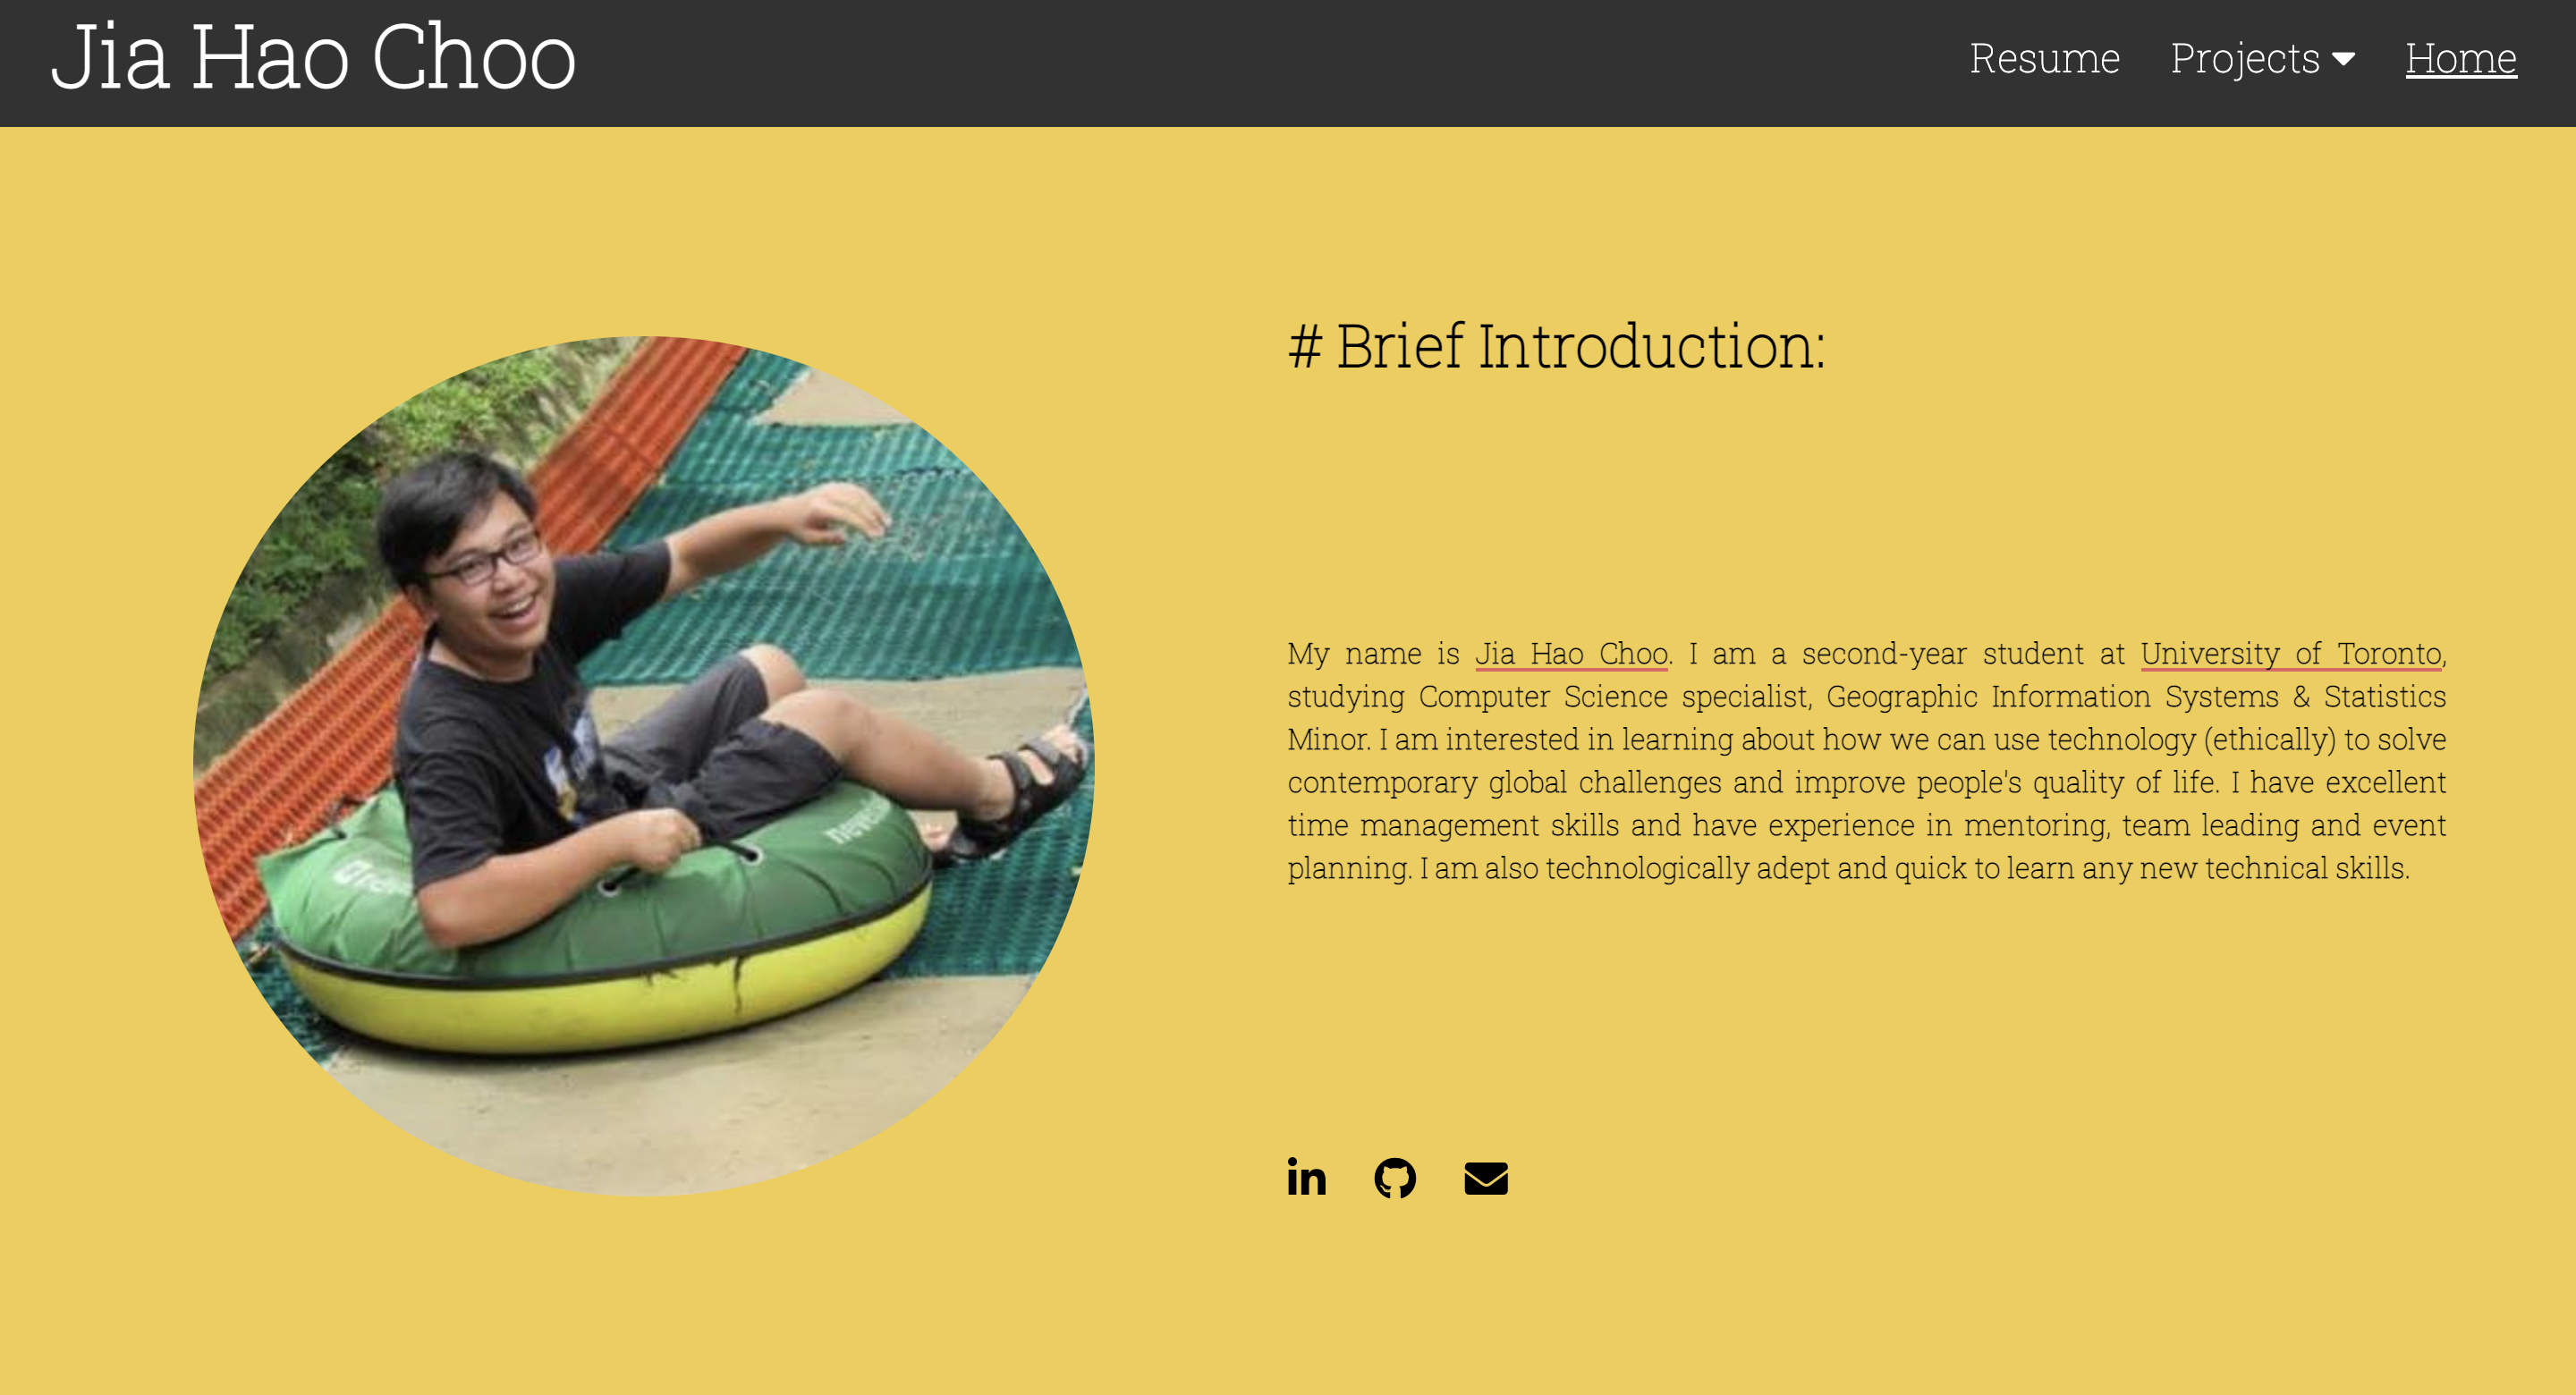 Jia Hao Choo
Resume Projects Home
# Brief Introduction:
My name is Jia Hao Choo. I am a second-year student at University of Toronto,
studying Computer Science specialist, Geographic Information Systems & Statistics
Minor. I am interested in learning about how we can use technology (ethically) to solve
contemporary global challenges and improve people's quality of life. I have excellent
time management skills and have experience in mentoring, team leading and event
planning. I am also technologically adept and quick to learn any new technical skills.
in